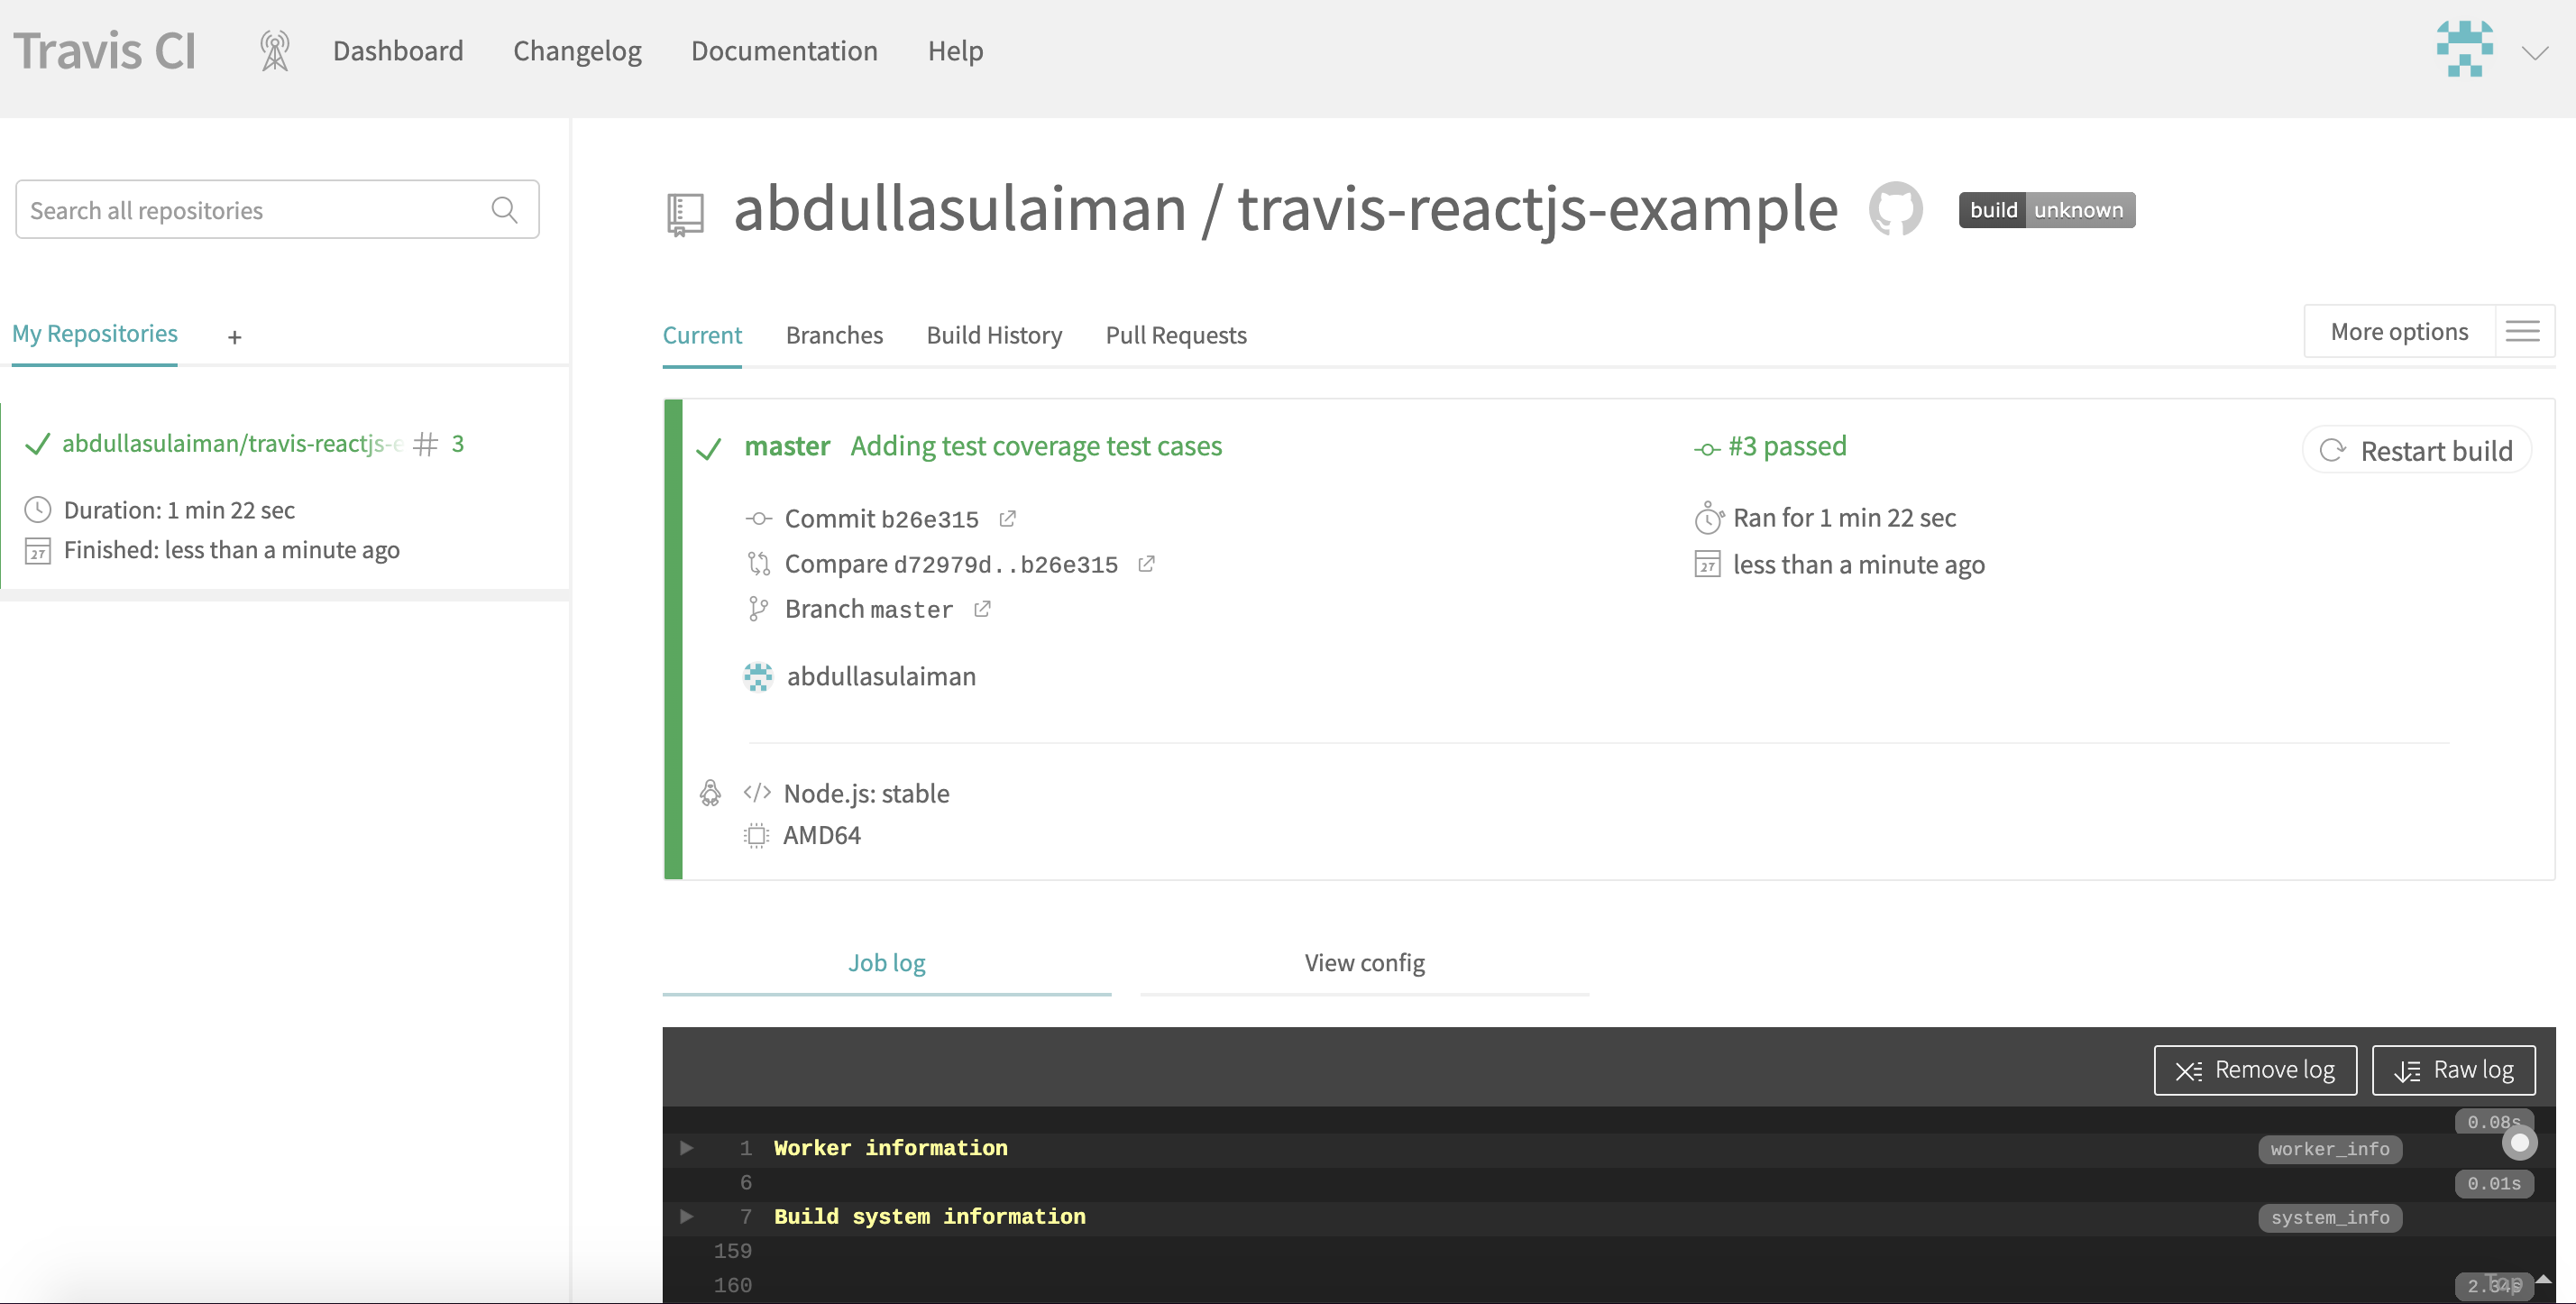 Travis CI Dashboard Changelog Documentation Help
Search all repositories
My Repositories +
abdullasulaiman/travis-reactjs-e # 3
Duration: 1 min 22 sec
27 Finished: less than a minute ago
abdullasulaiman / travis-reactjs-example build unknown
Current Branches Build History Pull Requests More options
master Adding test coverage test cases #3 passed Restart build
Commit b26e315 Ran for 1 min 22 sec
Compare d72979d..b26e315 27 less than a minute ago
Branch master
abdullasulaiman
</> Node.js: stable
AMD64
Job log View config
Remove log Raw log
0.08s
1 Worker information worker_info
6 0.01s
7 Build system information system_info
159
160 2.34s Top